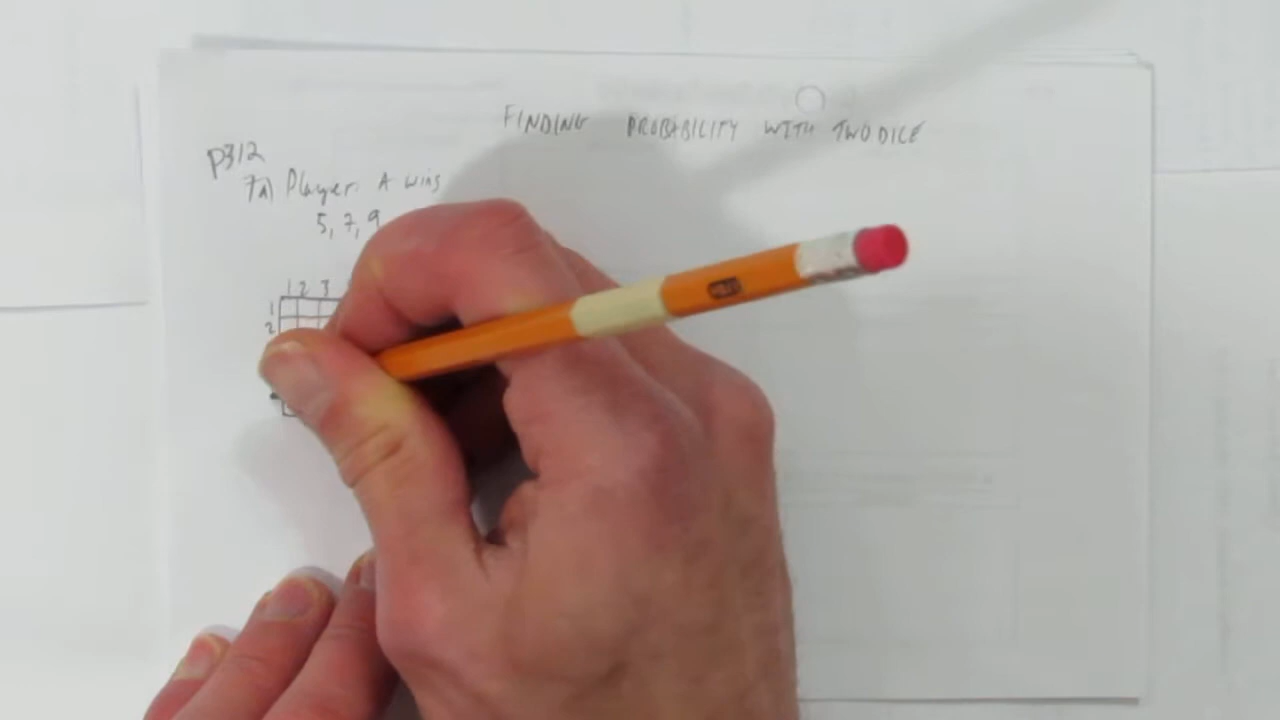 FINDING PROBABILITY WITH TWO DICE
p312
7a) Player A wins
5, 7, 9
1 2 3
1
2